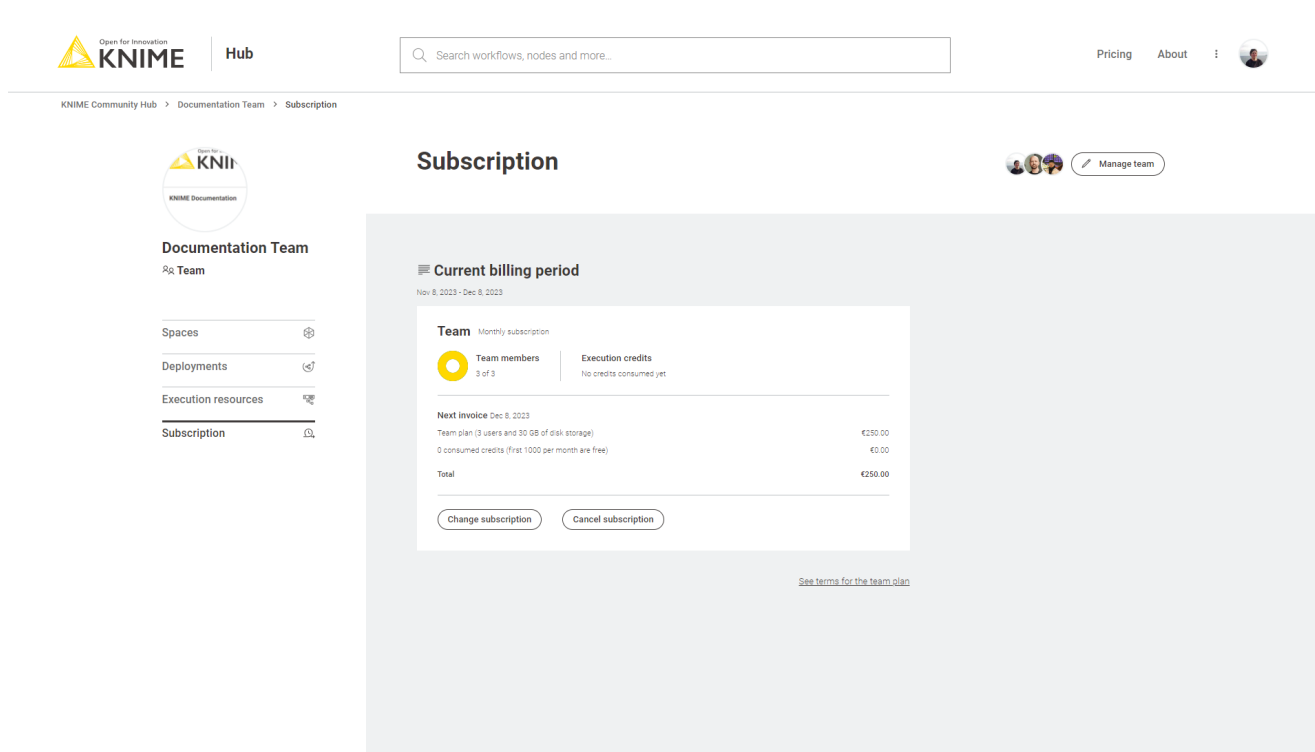 Open for Innovation
KNIME
Hub
Search workflows, nodes and more...
Pricing About
KNIME Community Hub > Documentation Team > Subscription
Open for
KNIME Documentation
Documentation Team
Team
Spaces
Deployments
Execution resources
Subscription
Subscription
Manage team
Current billing period
Nov 8, 2023 - Dec 8, 2023
Team Monthly subscription
Team members
3 of 3
Execution credits
No credits consumed yet
Next invoice Dec 8, 2023
Team plan (3 users and 30 GB of disk storage) €250.00
0 consumed credits (first 1000 per month are free) €0.00
Total €250.00
Change subscription Cancel subscription
See terms for the team plan